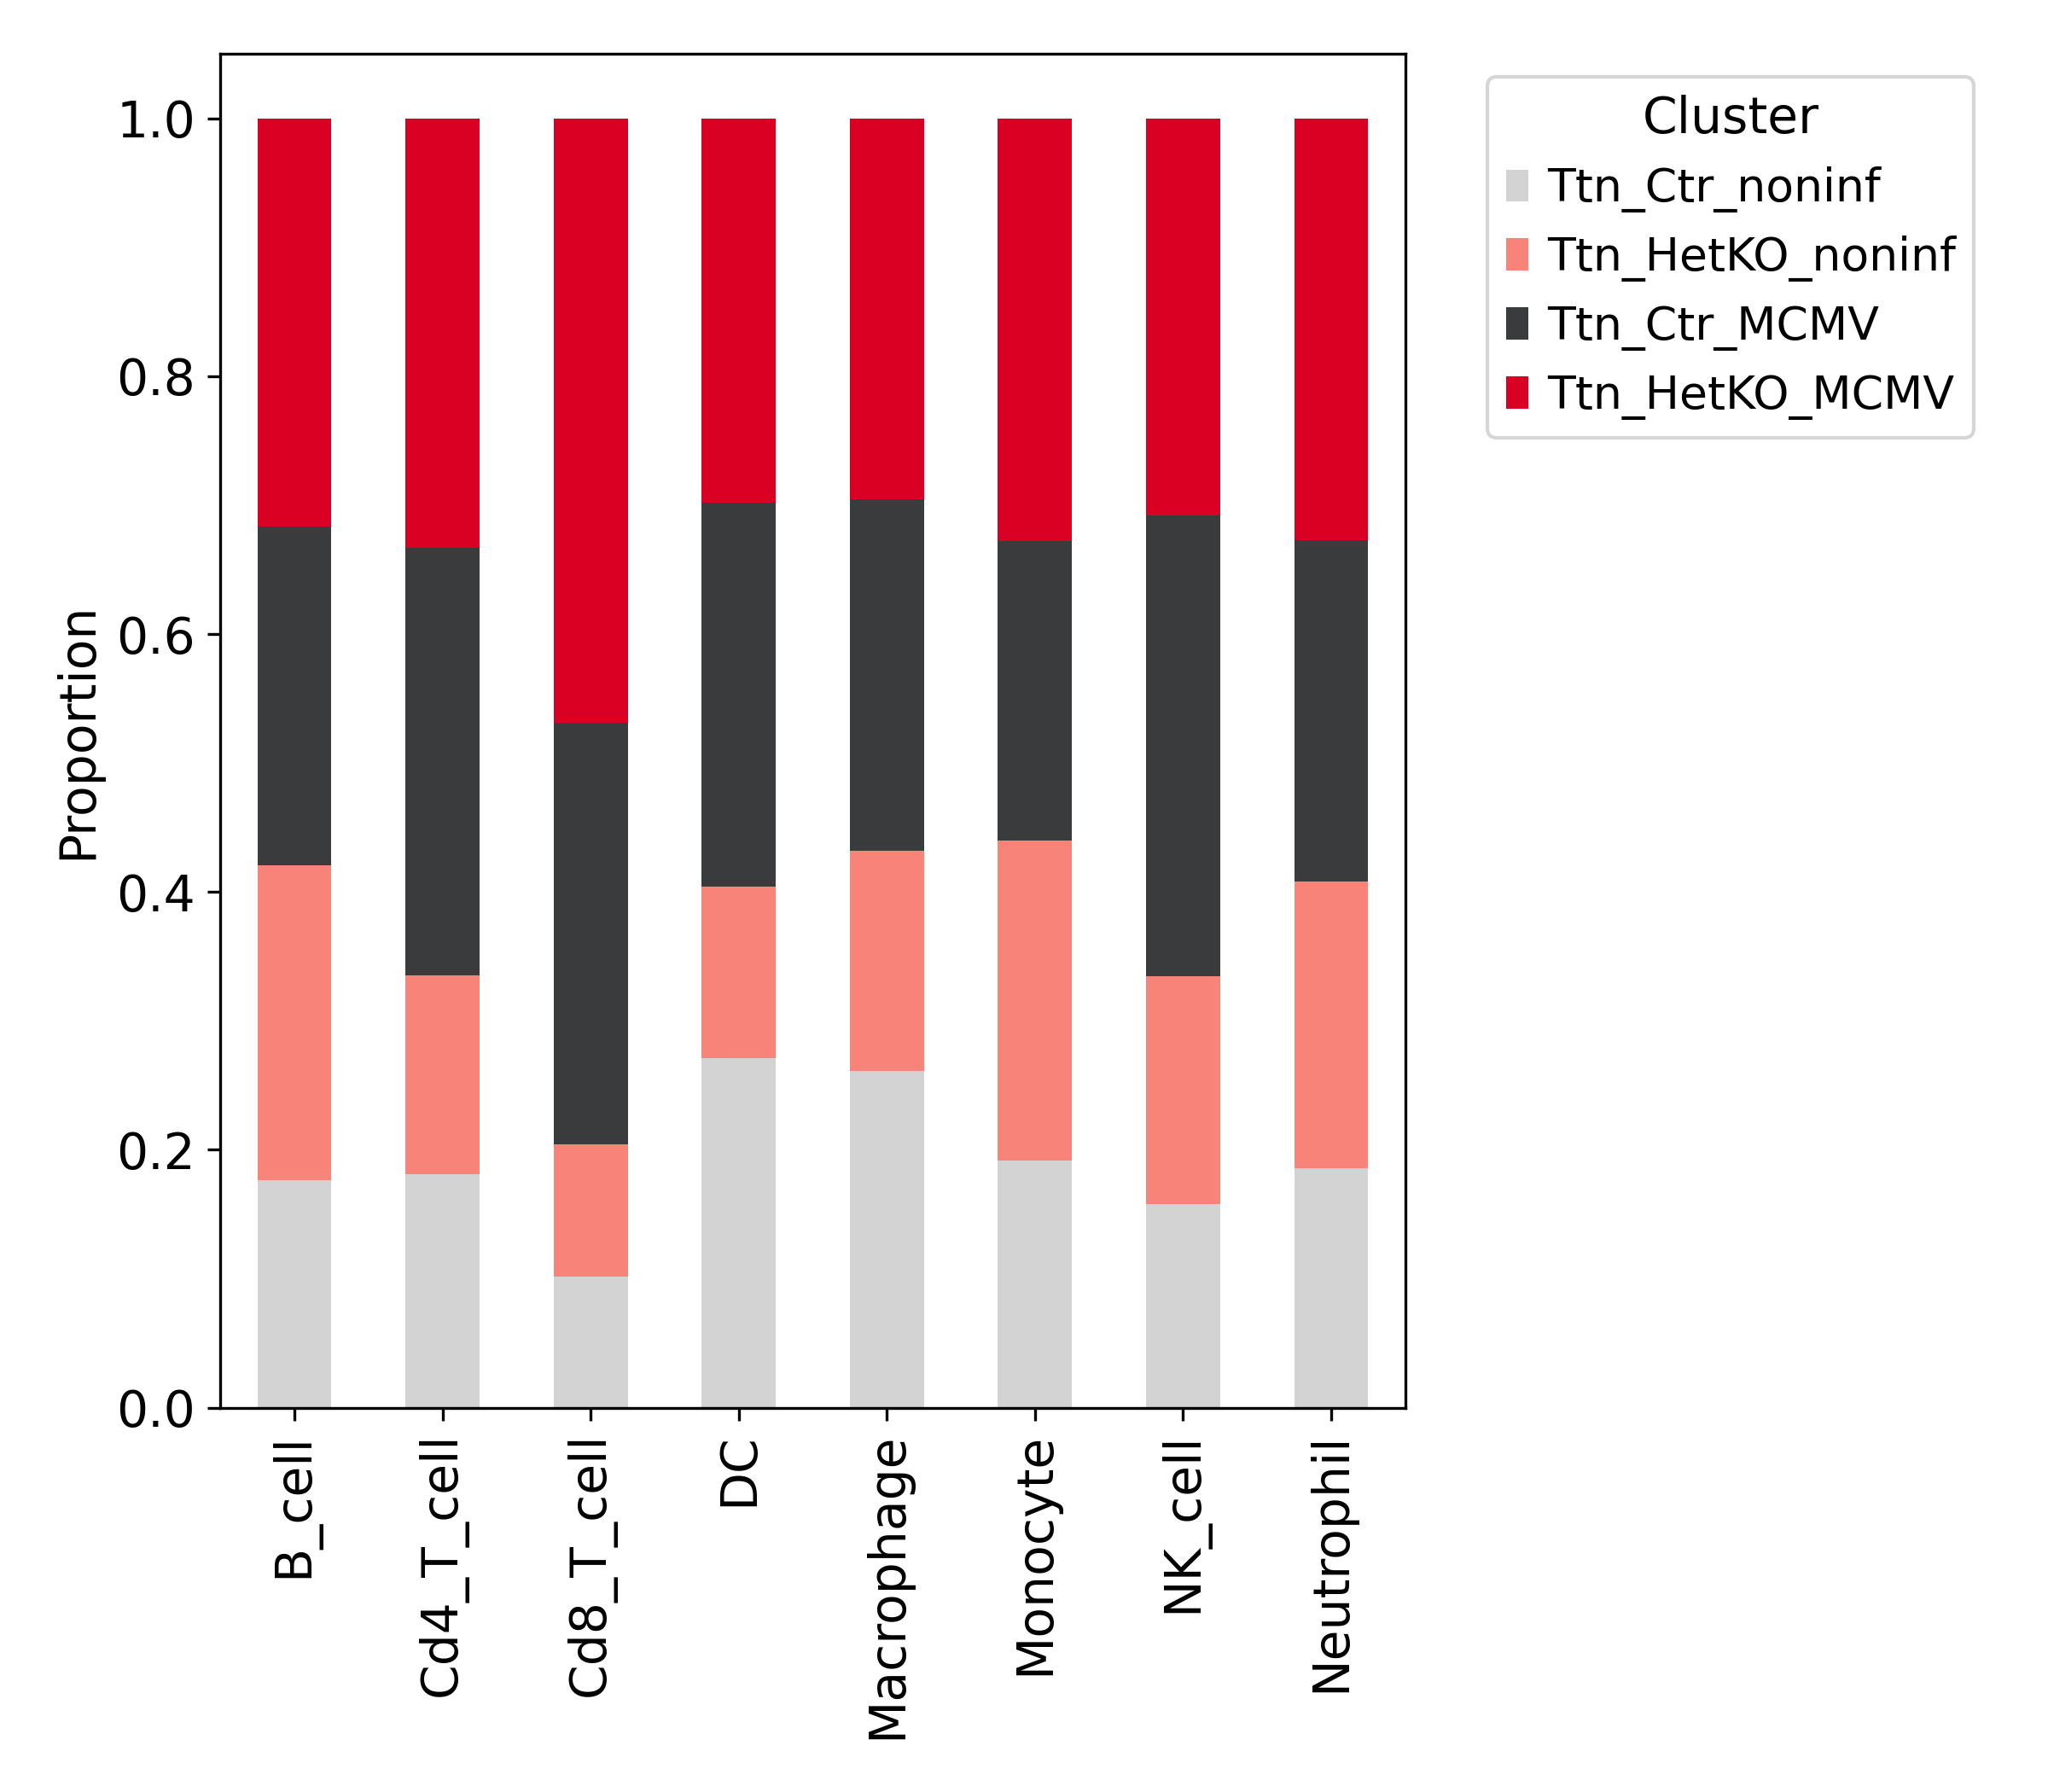 Proportion
1.0
0.8
0.6
0.4
0.2
0.0
B_cell
Cd4_T_cell
Cd8_T_cell
DC
Macrophage
Monocyte
NK_cell
Neutrophil
Cluster
Ttn_Ctr_noninf
Ttn_HetKO_noninf
Ttn_Ctr_MCMV
Ttn_HetKO_MCMV